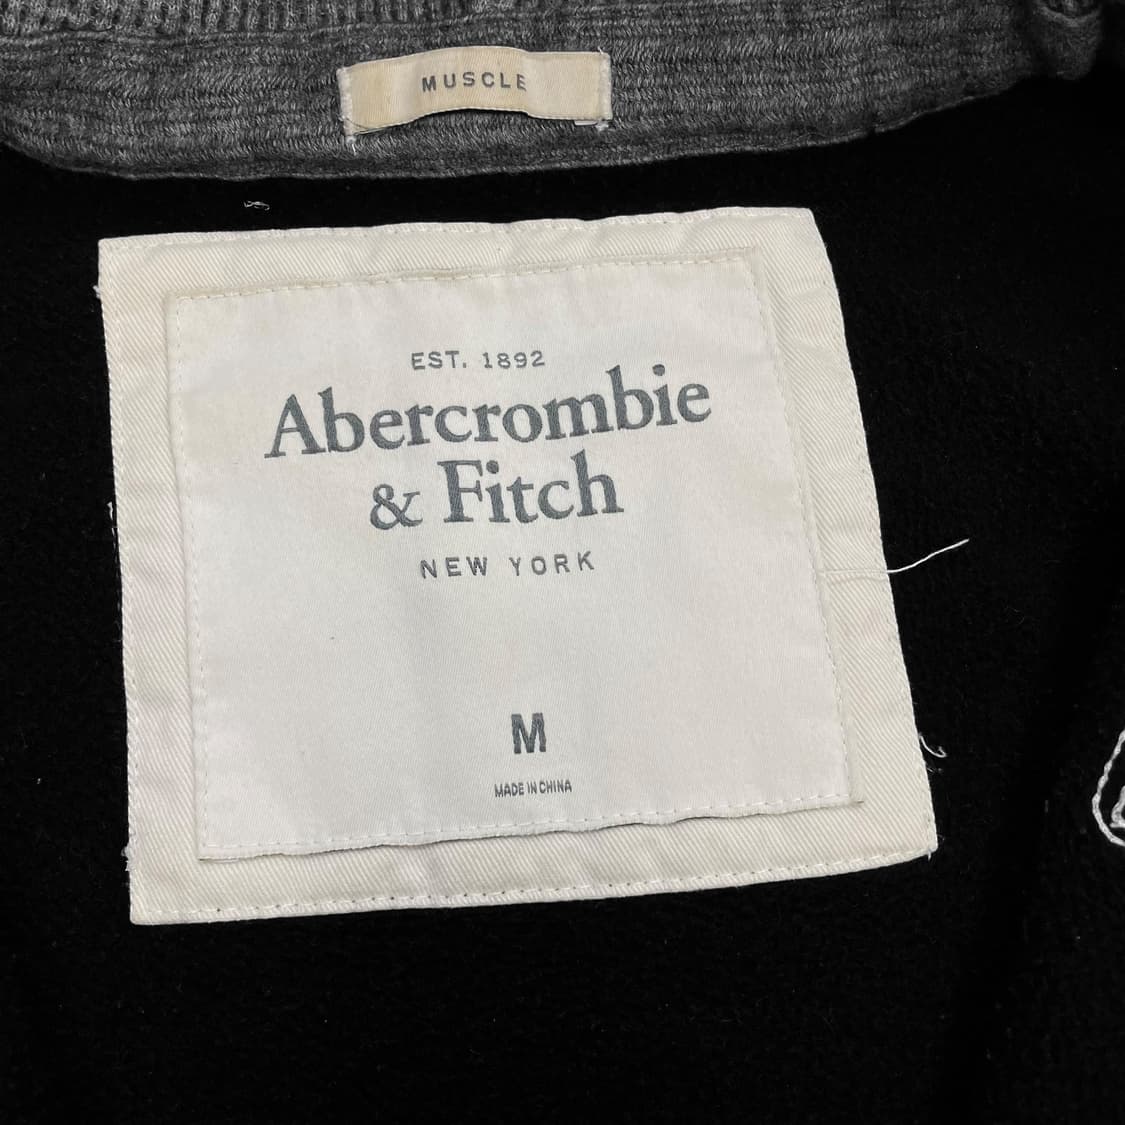 MUSCLE
EST. 1892
Abercrombie
& Fitch
NEW YORK
M
MADE IN CHINA